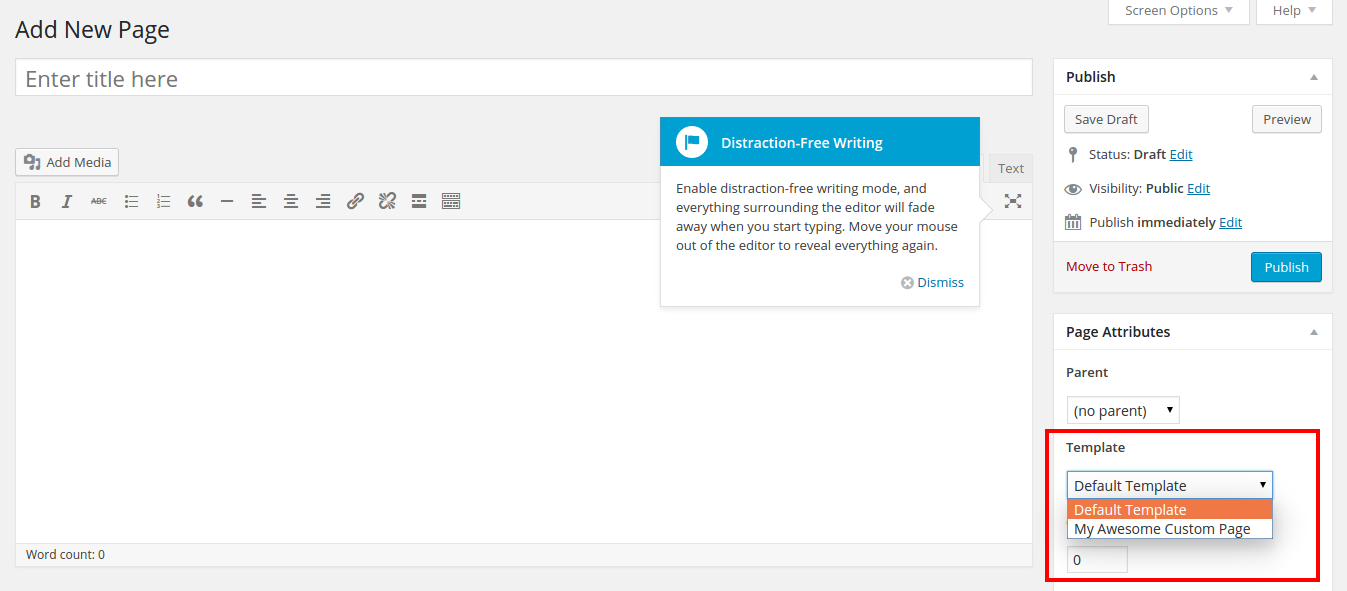 Screen Options
Help
Add New Page
Enter title here
Add Media
Text
B I ABC
Distraction-Free Writing
Enable distraction-free writing mode, and
everything surrounding the editor will fade
away when you start typing. Move your mouse
out of the editor to reveal everything again.
Dismiss
Word count: 0
Publish
Save Draft
Preview
Status: Draft Edit
Visibility: Public Edit
Publish immediately Edit
Move to Trash
Publish
Page Attributes
Parent
(no parent)
Template
Default Template
Default Template
My Awesome Custom Page
0